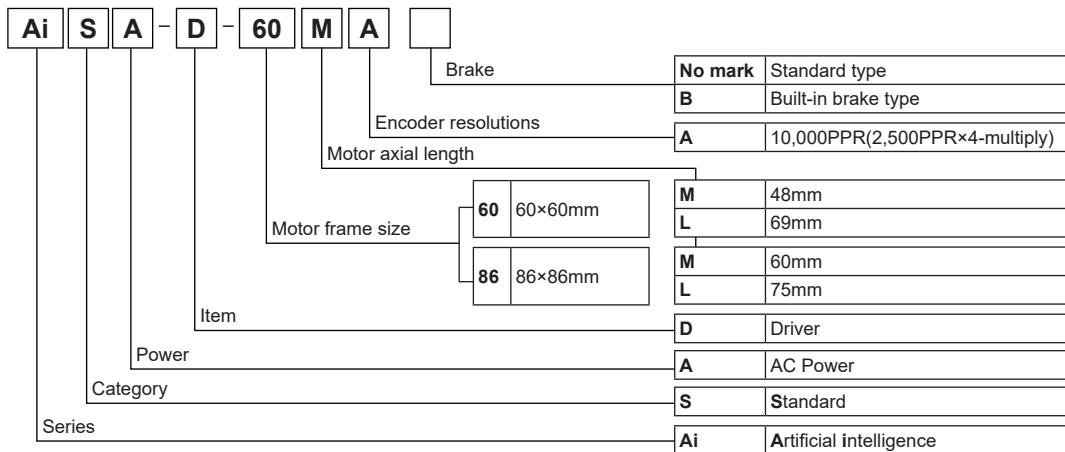 Ai S A - D - 60 M A
Brake
No mark Standard type
B Built-in brake type
Encoder resolutions
A 10,000PPR(2,500PPR×4-multiply)
Motor axial length
M 48mm
L 69mm
60 60×60mm
Motor frame size
86 86×86mm
M 60mm
L 75mm
Item
D Driver
Power
A AC Power
Category
S Standard
Series
Ai Artificial intelligence